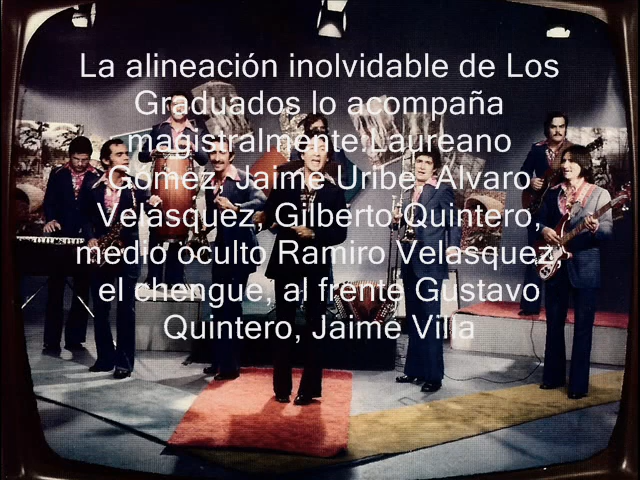 La alineación inolvidable de Los
Graduados lo acompaña
magistralmente:Laureano
Gómez, Jaime Uribe, Alvaro
Velásquez, Gilberto Quintero,
medio oculto Ramiro Velasquez,
el chengue, al frente Gustavo
Quintero, Jaime Villa